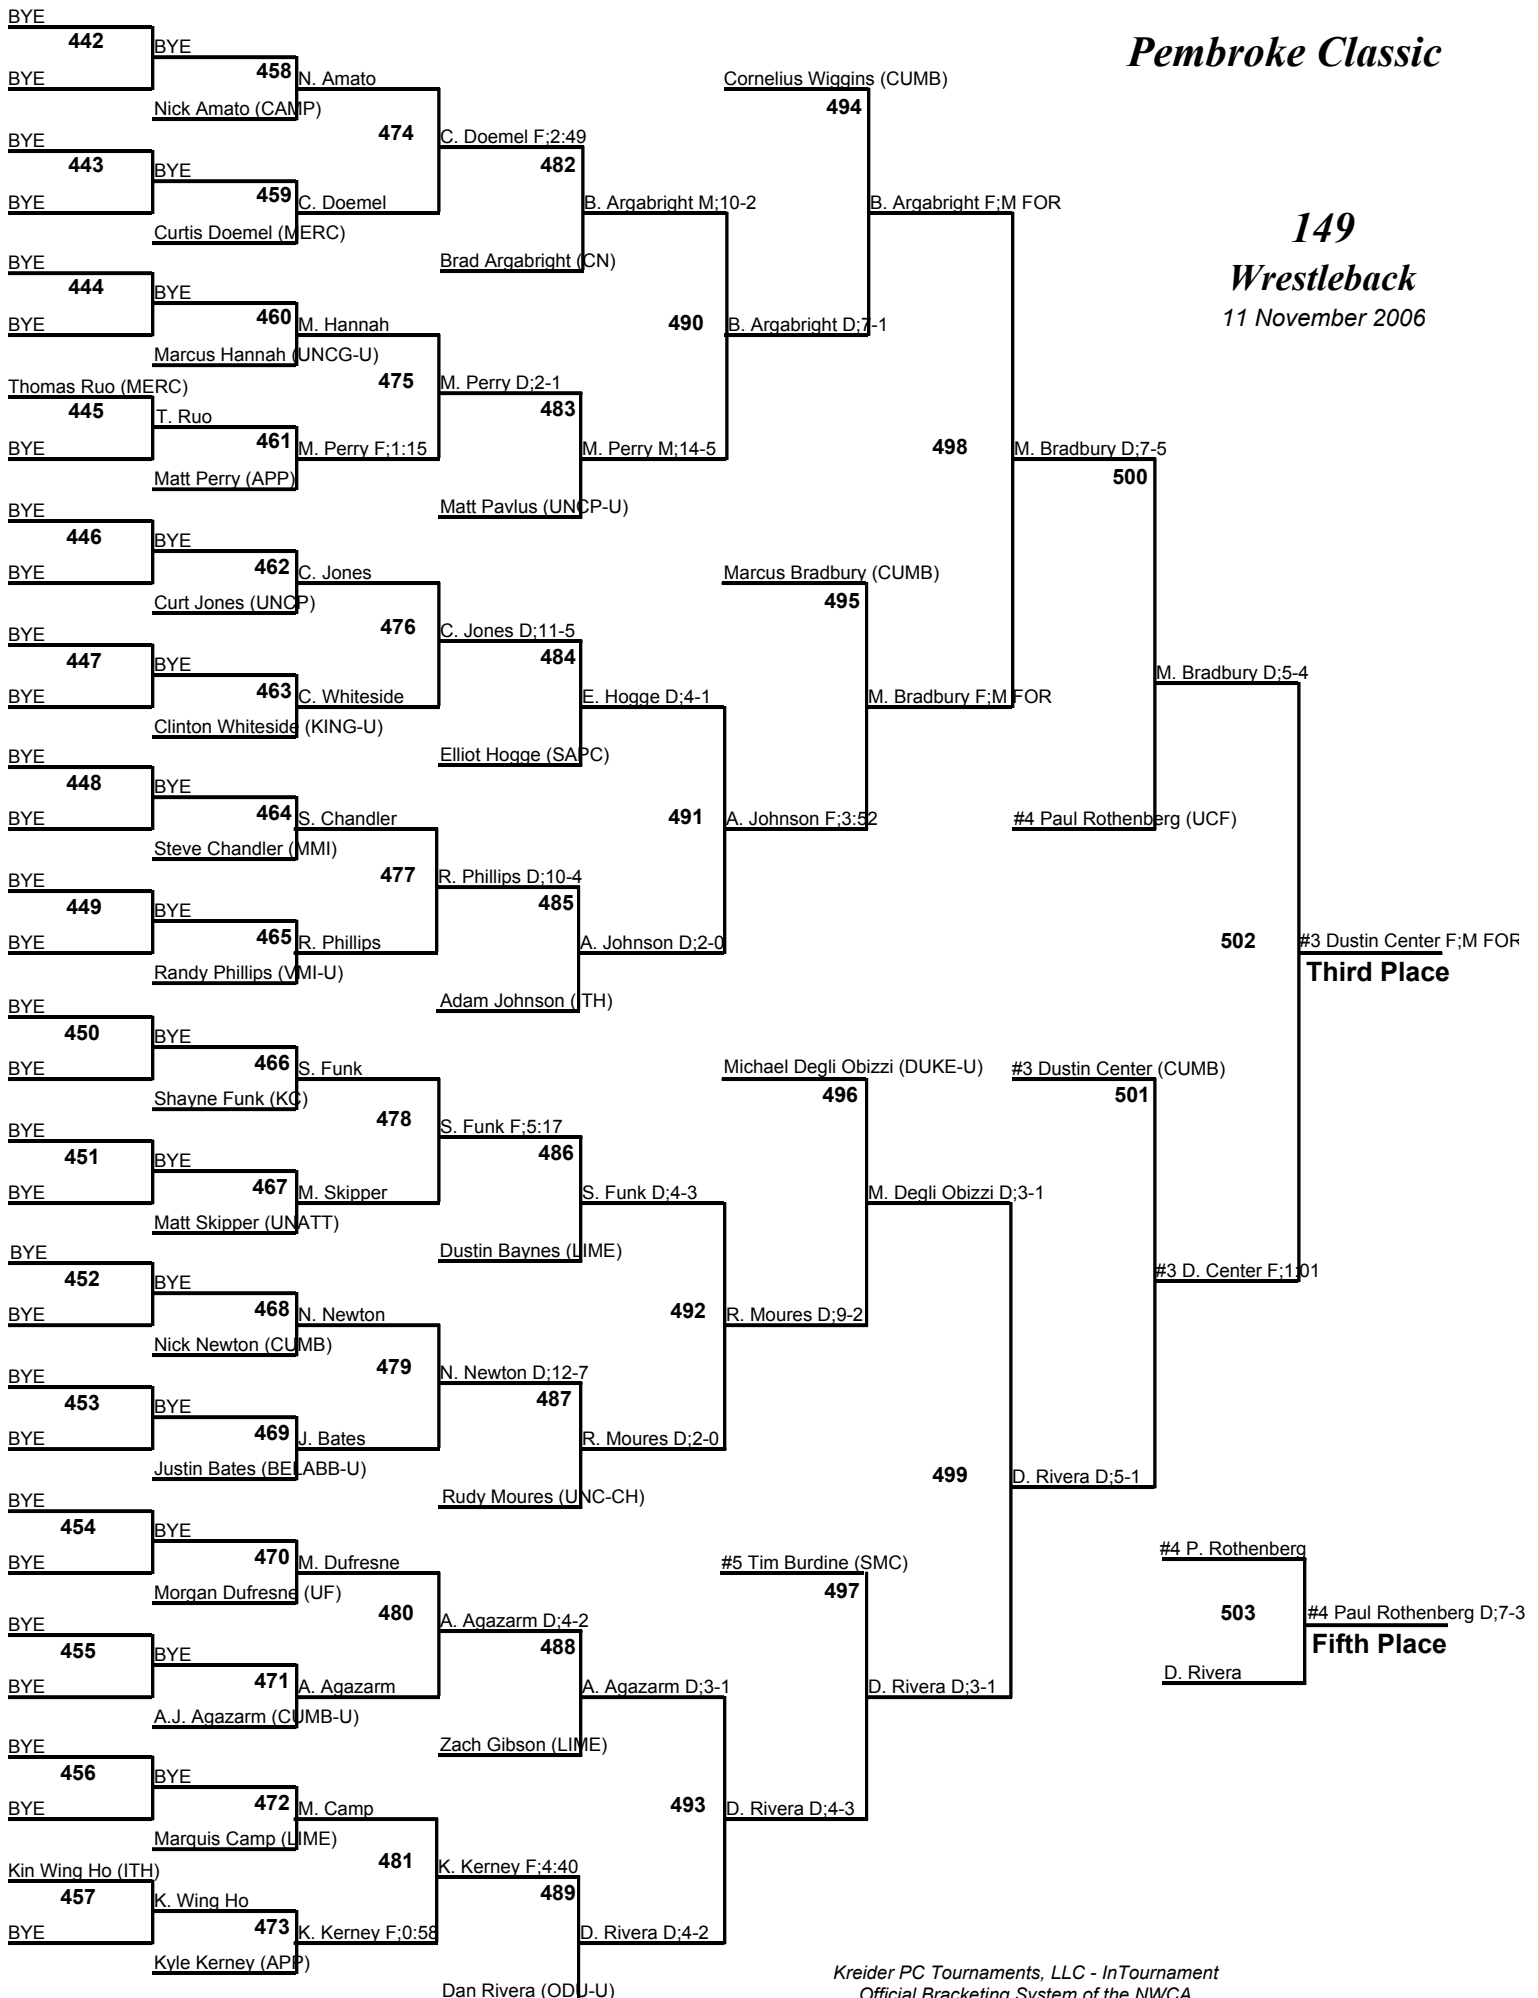 Pembroke Classic
149
Wrestleback
11 November 2006
BYE
442
BYE
BYE
458
Nick Amato (CAMP)
N. Amato
474
BYE
443
BYE
BYE
459
Curtis Doemel (MERC)
C. Doemel
C. Doemel F;2:49
482
Brad Argabright (CN)
B. Argabright M;10-2
BYE
444
BYE
BYE
460
Marcus Hannah (UNCG-U)
M. Hannah
475
Thomas Ruo (MERC)
445
BYE
T. Ruo
461
Matt Perry (APP)
M. Perry F;1:15
M. Perry D;2-1
483
Matt Pavlus (UNCP-U)
M. Perry M;14-5
490
B. Argabright D;7-1
Cornelius Wiggins (CUMB)
494
B. Argabright F;M FOR
BYE
446
BYE
BYE
462
Curt Jones (UNCP)
C. Jones
476
BYE
447
BYE
BYE
463
Clinton Whiteside (KING-U)
C. Whiteside
C. Jones D;11-5
484
Elliot Hogge (SAPC)
E. Hogge D;4-1
BYE
448
BYE
BYE
464
Steve Chandler (MMI)
S. Chandler
477
BYE
449
BYE
BYE
465
Randy Phillips (VMI-U)
R. Phillips
R. Phillips D;10-4
485
Adam Johnson (ITH)
A. Johnson D;2-0
491
A. Johnson F;3:52
Marcus Bradbury (CUMB)
495
M. Bradbury F;M FOR
498
M. Bradbury D;7-5
500
#4 Paul Rothenberg (UCF)
M. Bradbury D;5-4
BYE
450
BYE
BYE
466
Shayne Funk (KC)
S. Funk
478
BYE
451
BYE
BYE
467
Matt Skipper (UNATT)
M. Skipper
S. Funk F;5:17
486
Dustin Baynes (LIME)
S. Funk D;4-3
BYE
452
BYE
BYE
468
Nick Newton (CUMB)
N. Newton
479
BYE
453
BYE
BYE
469
Justin Bates (BELABB-U)
J. Bates
N. Newton D;12-7
487
Rudy Moures (UNC-CH)
R. Moures D;2-0
492
R. Moures D;9-2
Michael Degli Obizzi (DUKE-U)
496
M. Degli Obizzi D;3-1
BYE
454
BYE
BYE
470
Morgan Dufresne (UF)
M. Dufresne
480
BYE
455
BYE
BYE
471
A.J. Agazarm (CUMB-U)
A. Agazarm
A. Agazarm D;4-2
488
Zach Gibson (LIME)
A. Agazarm D;3-1
BYE
456
BYE
BYE
472
Marquis Camp (LIME)
M. Camp
481
Kin Wing Ho (ITH)
457
BYE
K. Wing Ho
473
Kyle Kerney (APP)
K. Kerney F;0:58
K. Kerney F;4:40
489
Dan Rivera (ODU-U)
D. Rivera D;4-2
493
D. Rivera D;4-3
#5 Tim Burdine (SMC)
497
D. Rivera D;3-1
499
D. Rivera D;5-1
#3 Dustin Center (CUMB)
501
#3 D. Center F;1:01
502
#3 Dustin Center F;M FOR
Third Place
#4 P. Rothenberg
503
D. Rivera
#4 Paul Rothenberg D;7-3
Fifth Place
Kreider PC Tournaments, LLC - InTournament
Official Bracketing System of the NWCA